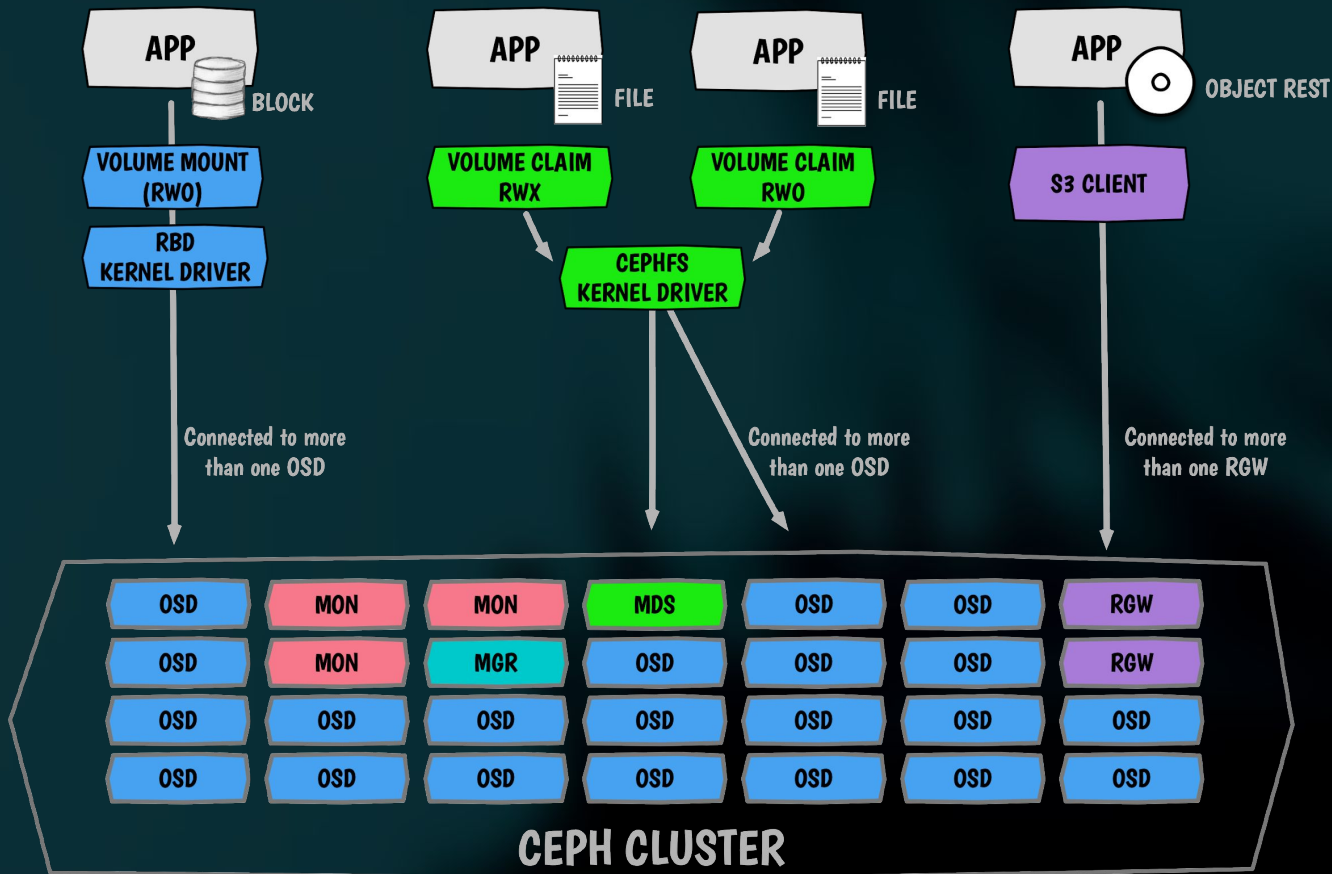 APP
BLOCK
VOLUME MOUNT
(RWO)
RBD
KERNEL DRIVER
Connected to more
than one OSD
APP
FILE
VOLUME CLAIM
RWX
APP
FILE
VOLUME CLAIM
RWO
CEPHFS
KERNEL DRIVER
Connected to more
than one OSD
APP
OBJECT REST
S3 CLIENT
Connected to more
than one RGW
OSD MON MON MDS OSD OSD RGW
OSD MON MGR OSD OSD OSD RGW
OSD OSD OSD OSD OSD OSD OSD
OSD OSD OSD OSD OSD OSD OSD
CEPH CLUSTER